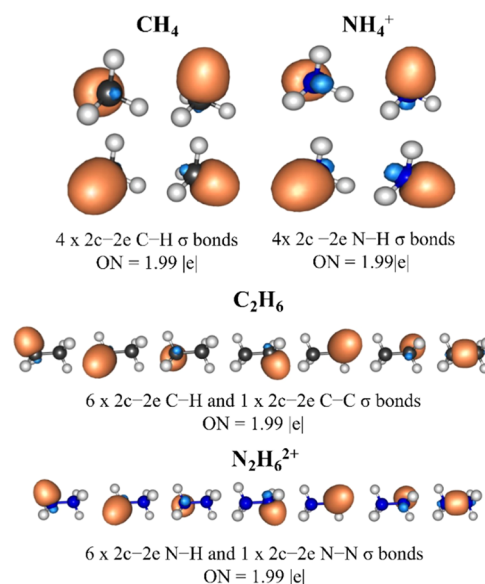 CH₄
NH₄⁺
4 x 2c−2e C−H σ bonds
ON = 1.99 |e|
4x 2c −2e N−H σ bonds
ON = 1.99|e|
C₂H₆
6 x 2c−2e C−H and 1 x 2c−2e C−C σ bonds
ON = 1.99 |e|
N₂H₆²⁺
6 x 2c−2e N−H and 1 x 2c−2e N−N σ bonds
ON = 1.99 |e|